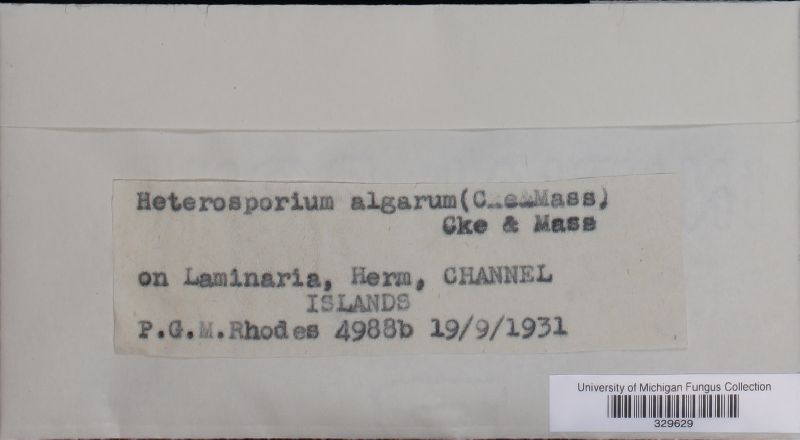 Heterosporium algarum(Cke&Mass)
Cke & Mass
on Laminaria, Herm, CHANNEL
ISLANDS
P.G.M.Rhodes 4988b 19/9/1931
University of Michigan Fungus Collection
329629